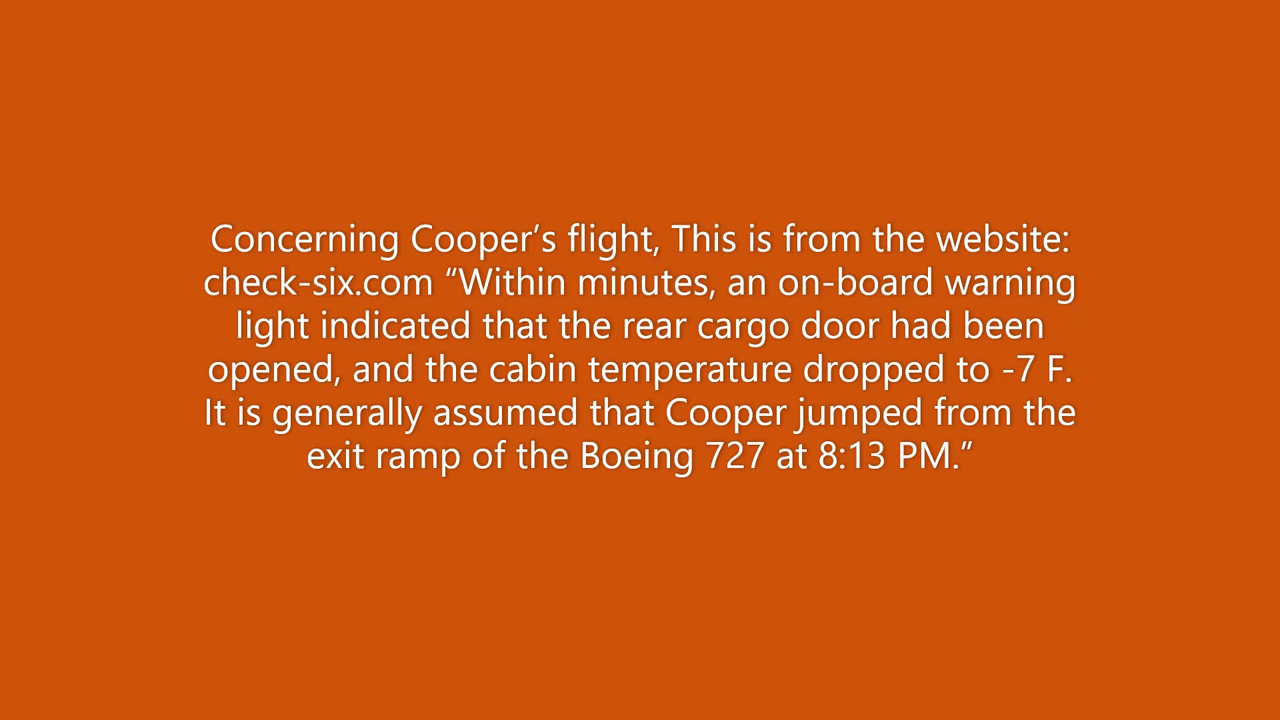 Concerning Cooper’s flight, This is from the website:
check-six.com “Within minutes, an on-board warning
light indicated that the rear cargo door had been
opened, and the cabin temperature dropped to -7 F.
It is generally assumed that Cooper jumped from the
exit ramp of the Boeing 727 at 8:13 PM.”